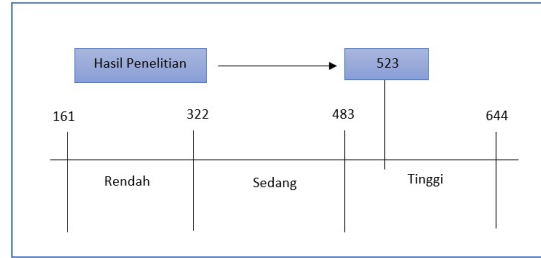 Hasil Penelitian 523
161 322 483 644
Rendah Sedang Tinggi